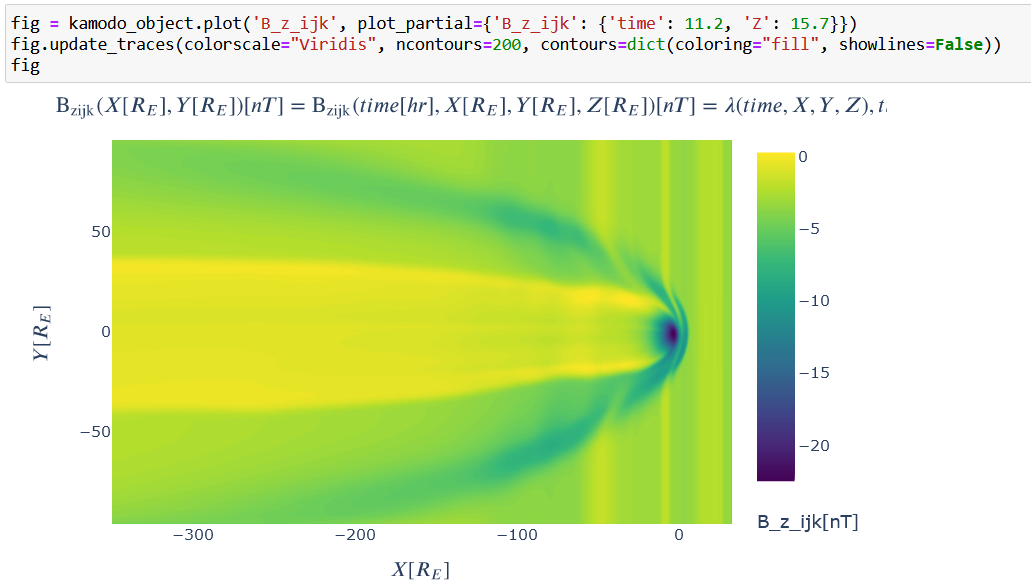 fig = kamodo_object.plot('B_z_ijk', plot_partial={'B_z_ijk': {'time': 11.2, 'Z': 15.7}})
fig.update_traces(colorscale="Viridis", ncontours=200, contours=dict(coloring="fill", showlines=False))
fig
B_zijk(X[R_E], Y[R_E])[nT] = B_zijk(time[hr], X[R_E], Y[R_E], Z[R_E])[nT] = λ(time, X, Y, Z), t
0
−5
−10
−15
−20
B_z_ijk[nT]
50
0
−50
Y[R_E]
−300
−200
−100
0
X[R_E]